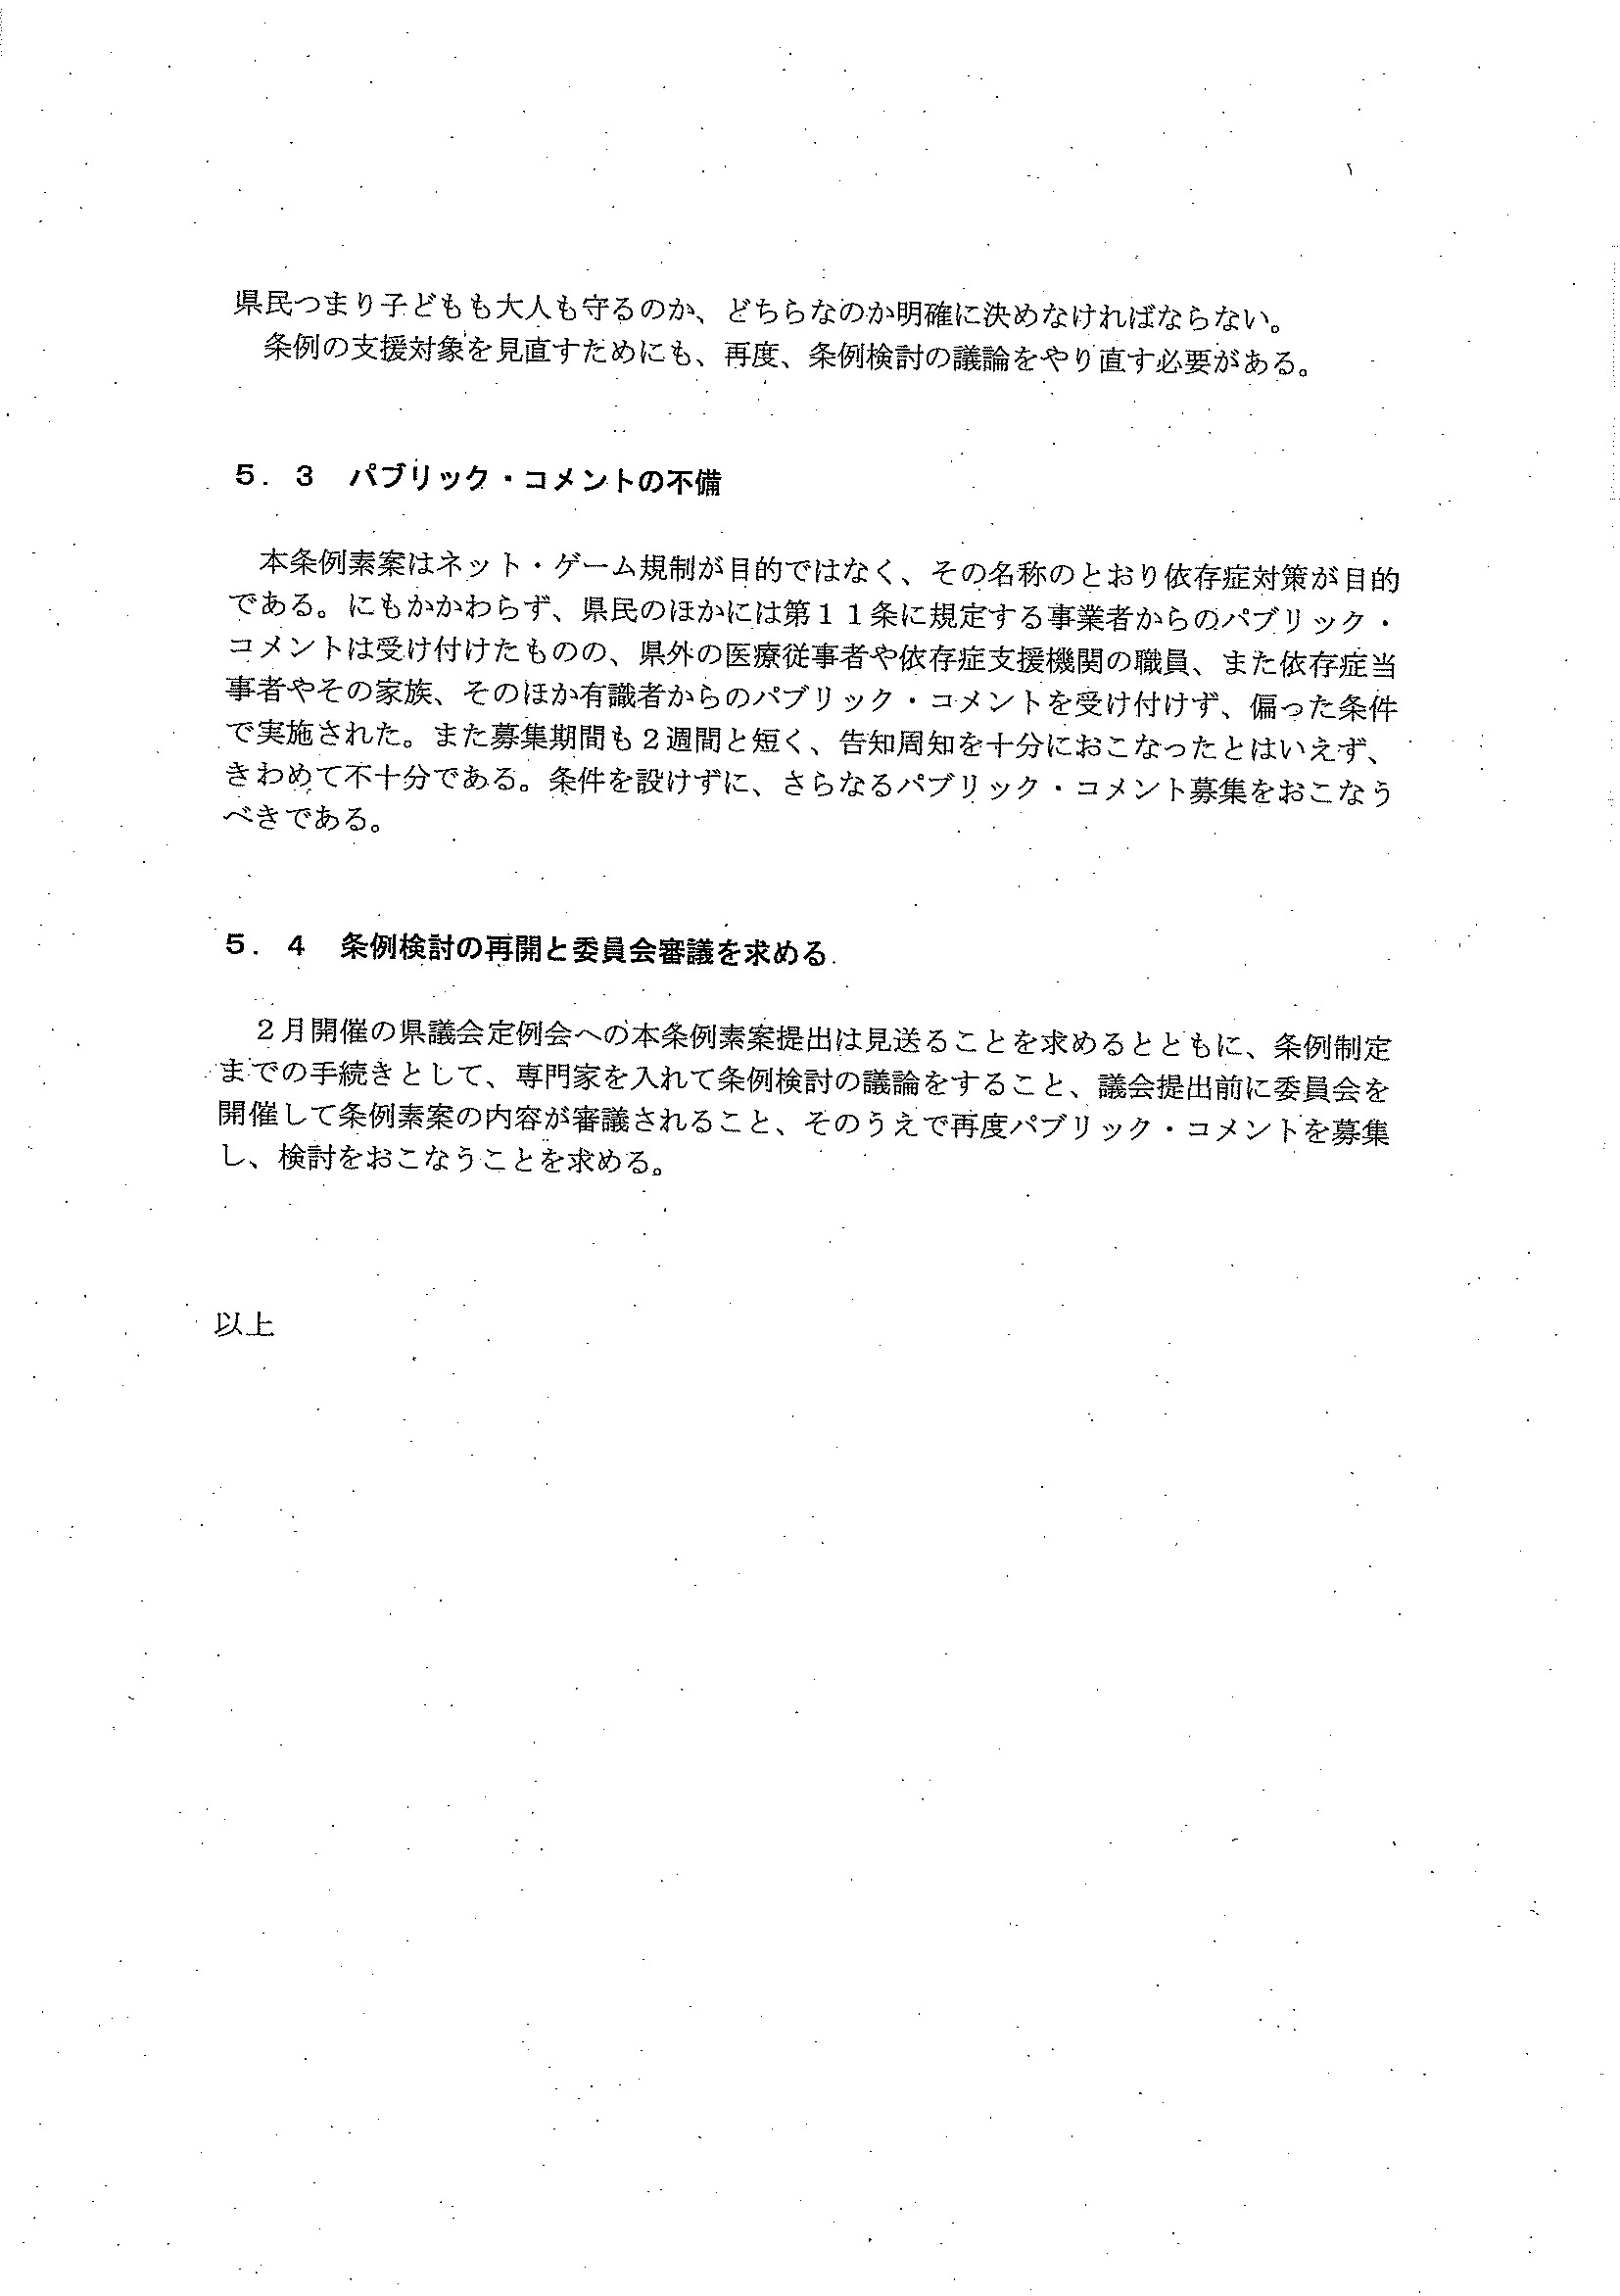 県民つまり子どもも大人も守るのか、どちらなのか明確に決めなければならない。
　条例の支援対象を見直すためにも、再度、条例検討の議論をやり直す必要がある。
５．３　パブリック・コメントの不備
　本条例素案はネット・ゲーム規制が目的ではなく、その名称のとおり依存症対策が目的
である。にもかかわらず、県民のほかには第１１条に規定する事業者からのパブリック・
コメントは受け付けたものの、県外の医療従事者や依存症支援機関の職員、また依存症当
事者やその家族、そのほか有識者からのパブリック・コメントを受け付けず、偏った条件
で実施された。また募集期間も２週間と短く、告知周知を十分におこなったとはいえず、
きわめて不十分である。条件を設けずに、さらなるパブリック・コメント募集をおこなう
べきである。
５．４　条例検討の再開と委員会審議を求める
　２月開催の県議会定例会への本条例素案提出は見送ることを求めるとともに、条例制定
までの手続きとして、専門家を入れて条例検討の議論をすること、議会提出前に委員会を
開催して条例素案の内容が審議されること、そのうえで再度パブリック・コメントを募集
し、検討をおこなうことを求める。
以上